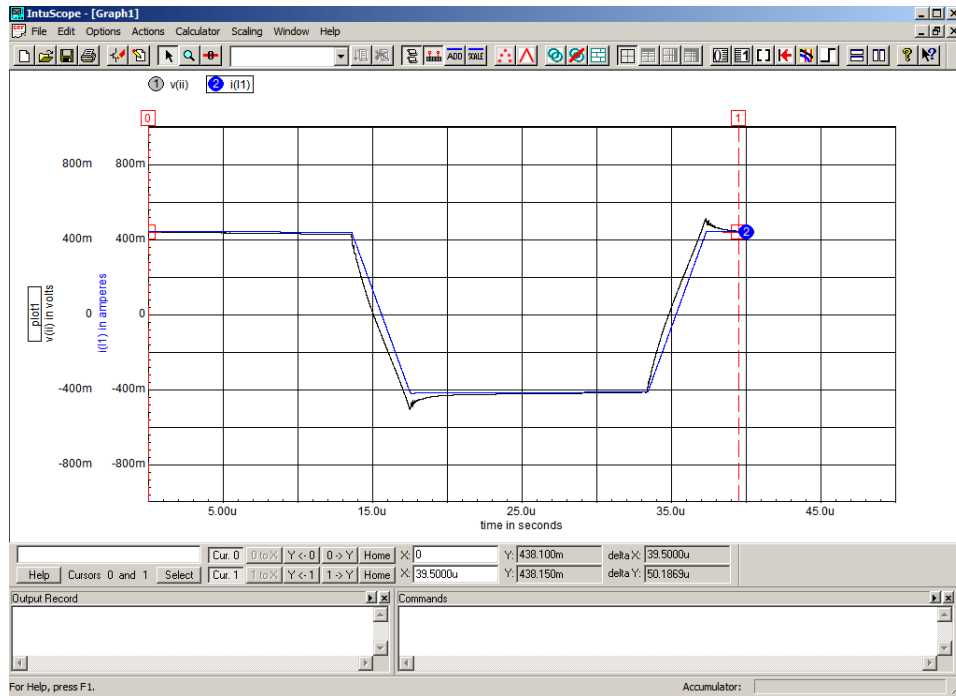 IntuScope - [Graph1]
File Edit Options Actions Calculator Scaling Window Help
ADD SCALE
1 v(ii) 2 i(l1)
0 1
800m 800m
400m 400m
0 0
-400m -400m
-800m -800m
plot1
v(ii) in volts
i(l1) in amperes
2
5.00u 15.0u 25.0u 35.0u 45.0u
time in seconds
Cur. 0 0 to X Y <- 0 0 -> Y Home X: 0 Y: 438.100m delta X: 39.5000u
Help Cursors 0 and 1 Select Cur. 1 1 to X Y <- 1 1 -> Y Home X: 39.5000u Y: 438.150m delta Y: 50.1869u
Output Record Commands
For Help, press F1. Accumulator: